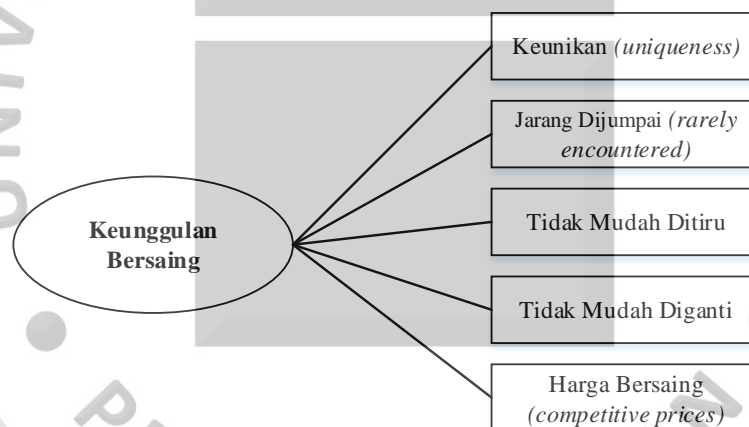 Keunikan (uniqueness)
Jarang Dijumpai (rarely
encountered)
Keunggulan
Bersaing
Tidak Mudah Ditiru
Tidak Mudah Diganti
Harga Bersaing
(competitive prices)